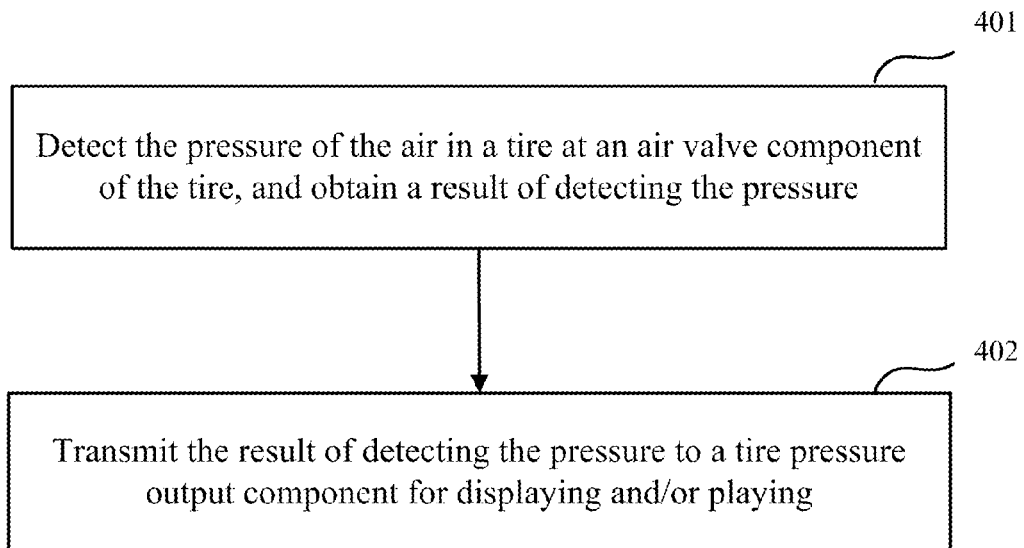 401
Detect the pressure of the air in a tire at an air valve component
of the tire, and obtain a result of detecting the pressure
402
Transmit the result of detecting the pressure to a tire pressure
output component for displaying and/or playing